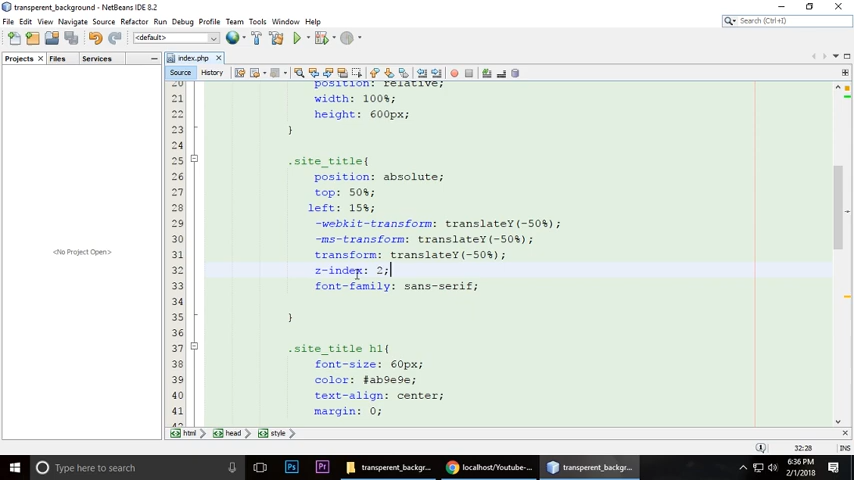 transperent_background - NetBeans IDE 8.2
File Edit View Navigate Source Refactor Run Debug Profile Team Tools Window Help
Search (Ctrl+I)
<default>
Projects Files Services
index.php
Source History
<No Project Open>
20 position: relative;
21 width: 100%;
22 height: 600px;
23 }
24
25 .site_title{
26 position: absolute;
27 top: 50%;
28 left: 15%;
29 -webkit-transform: translateY(-50%);
30 -ms-transform: translateY(-50%);
31 transform: translateY(-50%);
32 z-index: 2;
33 font-family: sans-serif;
34
35 }
36
37 .site_title h1{
38 font-size: 60px;
39 color: #ab9e9e;
40 text-align: center;
41 margin: 0;
html head style
32:28 INS
Type here to search
Ps
Pr
transperent_backgr...
localhost/Youtube-...
transperent_backgr...
6:36 PM
2/1/2018